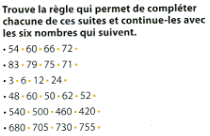 Trouve la règle qui permet de compléter
chacune de ces suites et continue-les avec
les six nombres qui suivent.
• 54 • 60 • 66 • 72 •
• 83 • 79 • 75 • 71 •
• 3 • 6 • 12 • 24 •
• 48 • 60 • 50 • 62 • 52 •
• 540 • 500 • 460 • 420 •
• 680 • 705 • 730 • 755 •